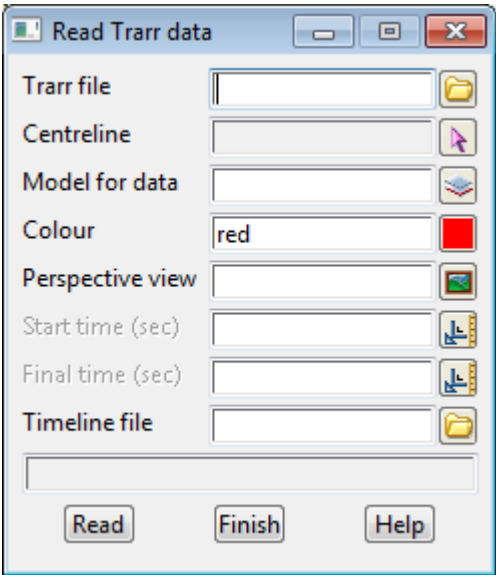 Read Trarr data
Trarr file
Centreline
Model for data
Colour red
Perspective view
Start time (sec)
Final time (sec)
Timeline file
Read Finish Help